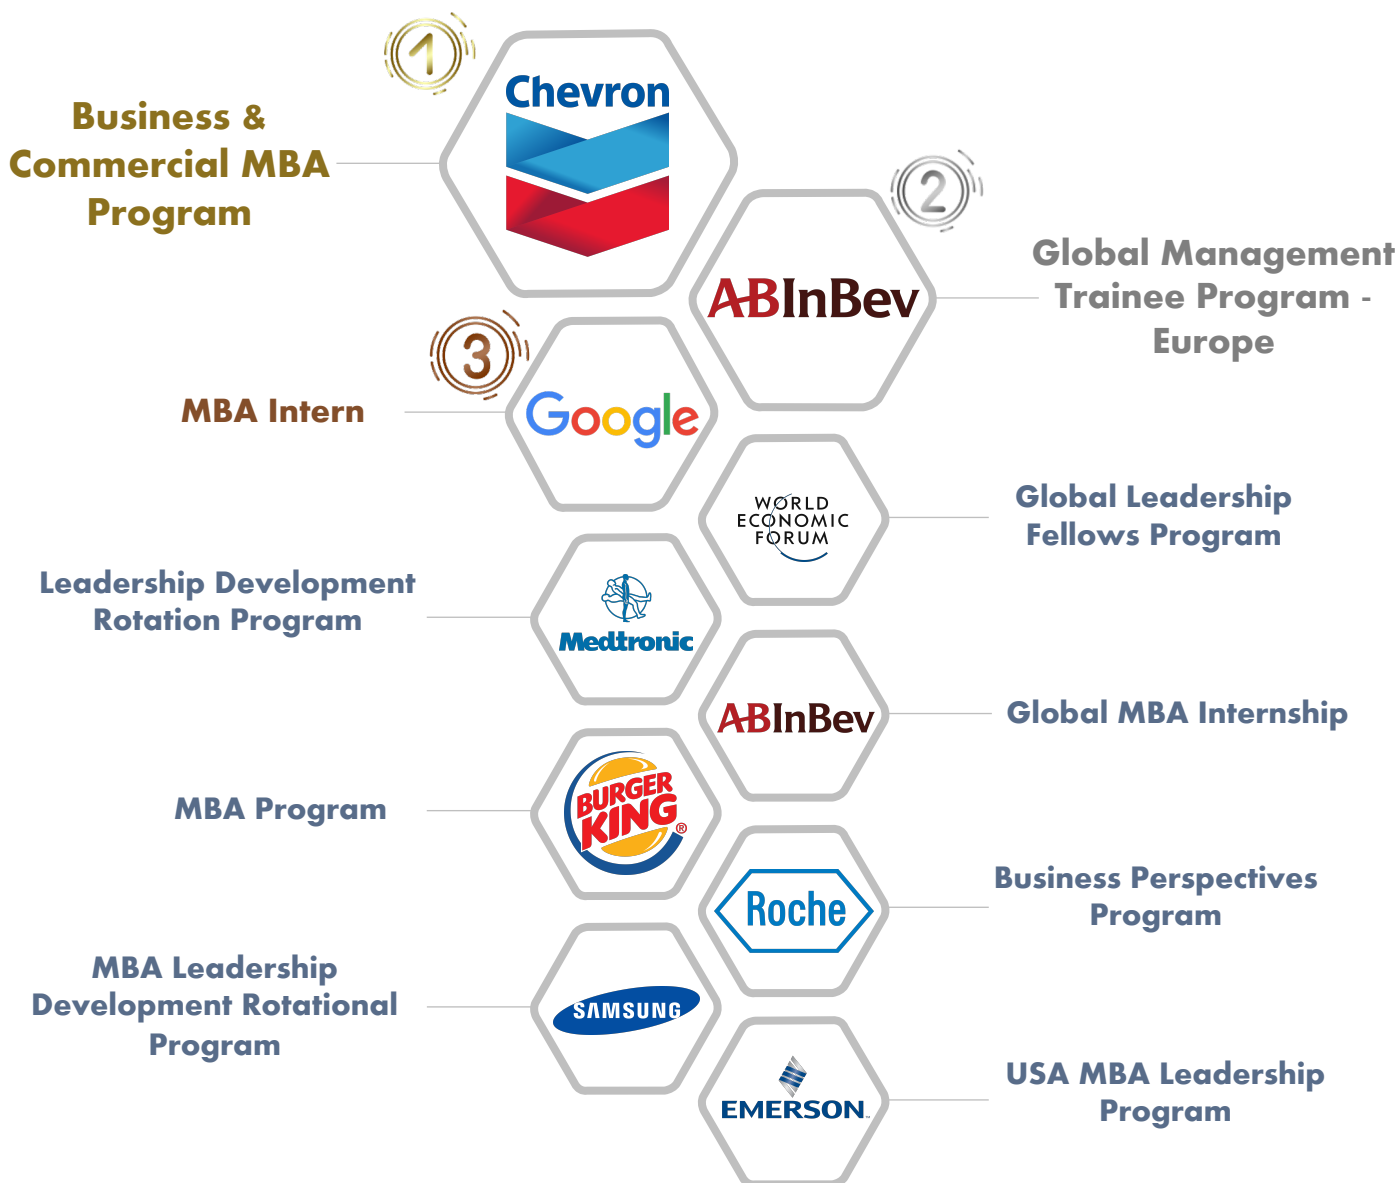 1
Chevron
Business &
Commercial MBA
Program
2
ABInBev
Global Management
Trainee Program -
Europe
3
Google
MBA Intern
WORLD
ECONOMIC
FORUM
Global Leadership
Fellows Program
Leadership Development
Rotation Program
Medtronic
ABInBev
Global MBA Internship
MBA Program
BURGER
KING®
Roche
Business Perspectives
Program
MBA Leadership
Development Rotational
Program
SAMSUNG
EMERSON™
USA MBA Leadership
Program